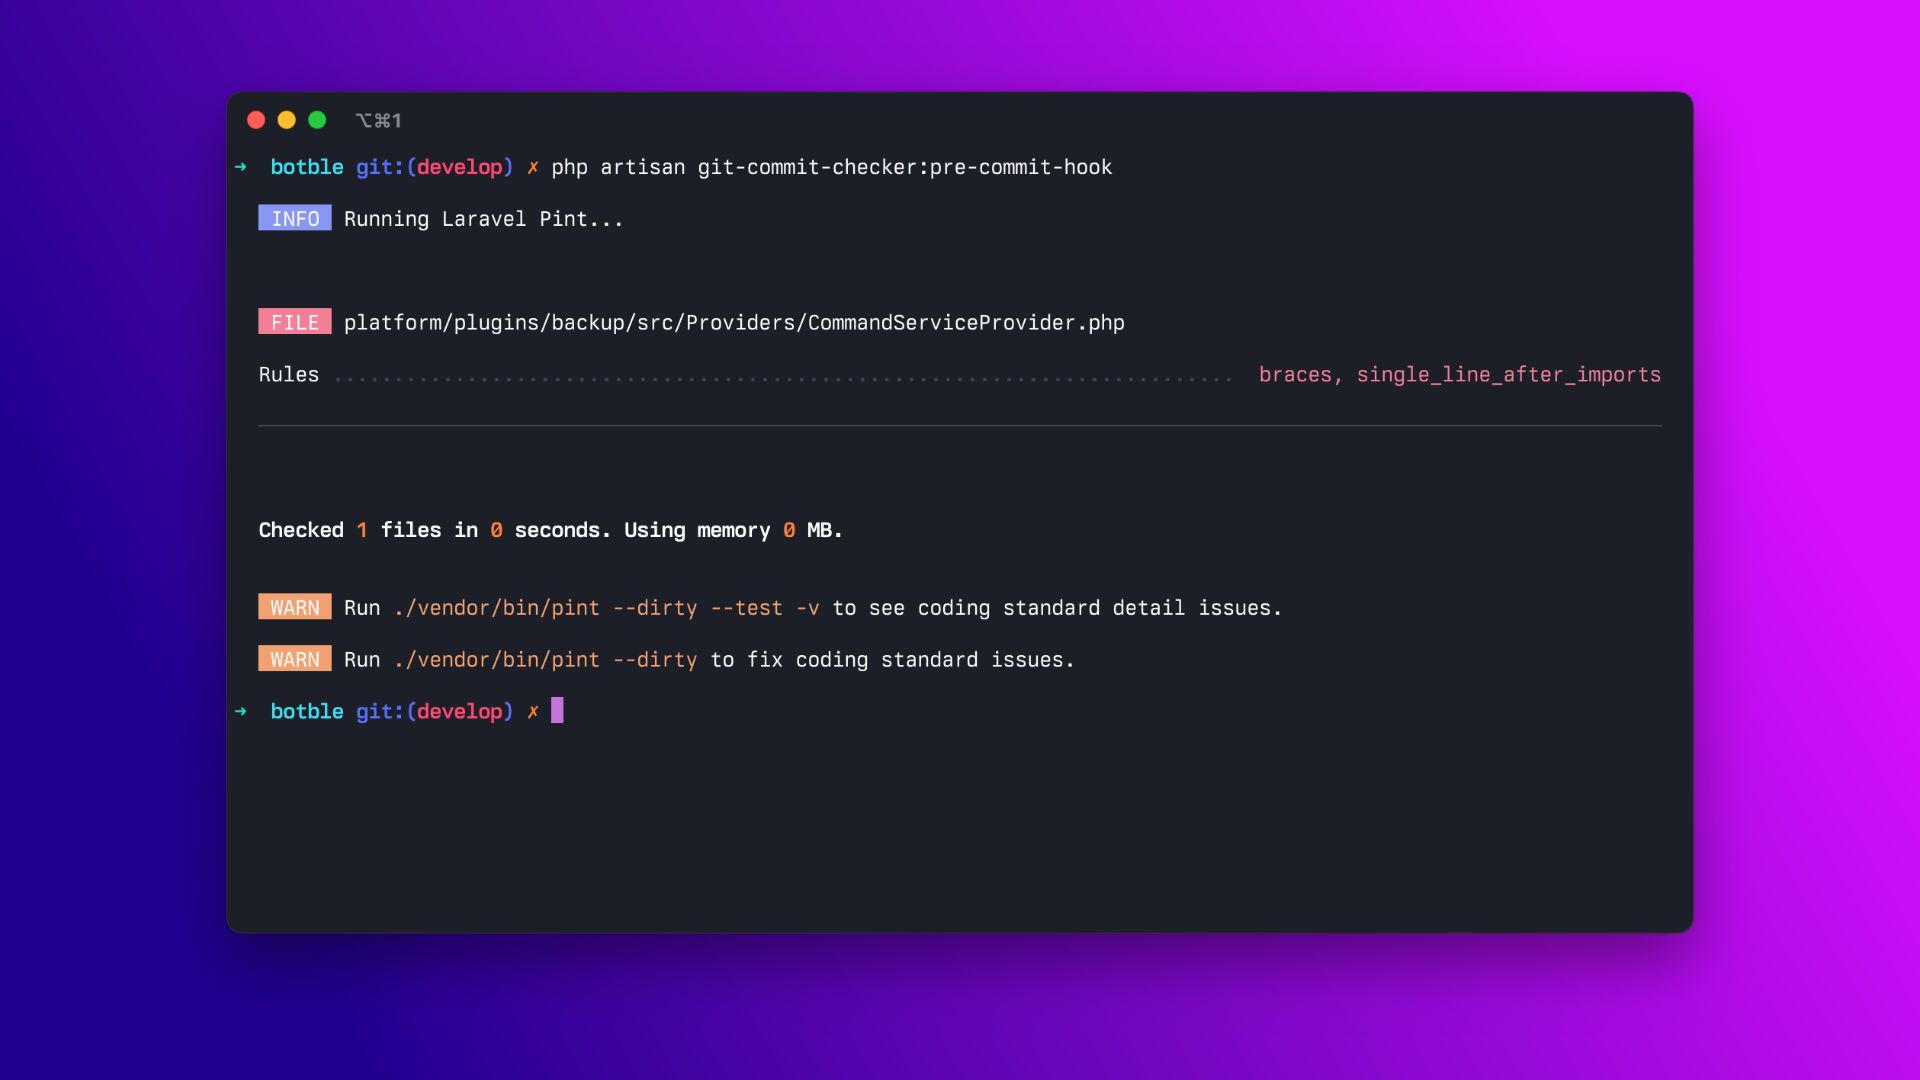 ⌥⌘1
➜ botble git:(develop) ✗ php artisan git-commit-checker:pre-commit-hook
INFO Running Laravel Pint...
FILE platform/plugins/backup/src/Providers/CommandServiceProvider.php
Rules .......................................................................... braces, single_line_after_imports
Checked 1 files in 0 seconds. Using memory 0 MB.
WARN Run ./vendor/bin/pint --dirty --test -v to see coding standard detail issues.
WARN Run ./vendor/bin/pint --dirty to fix coding standard issues.
➜ botble git:(develop) ✗